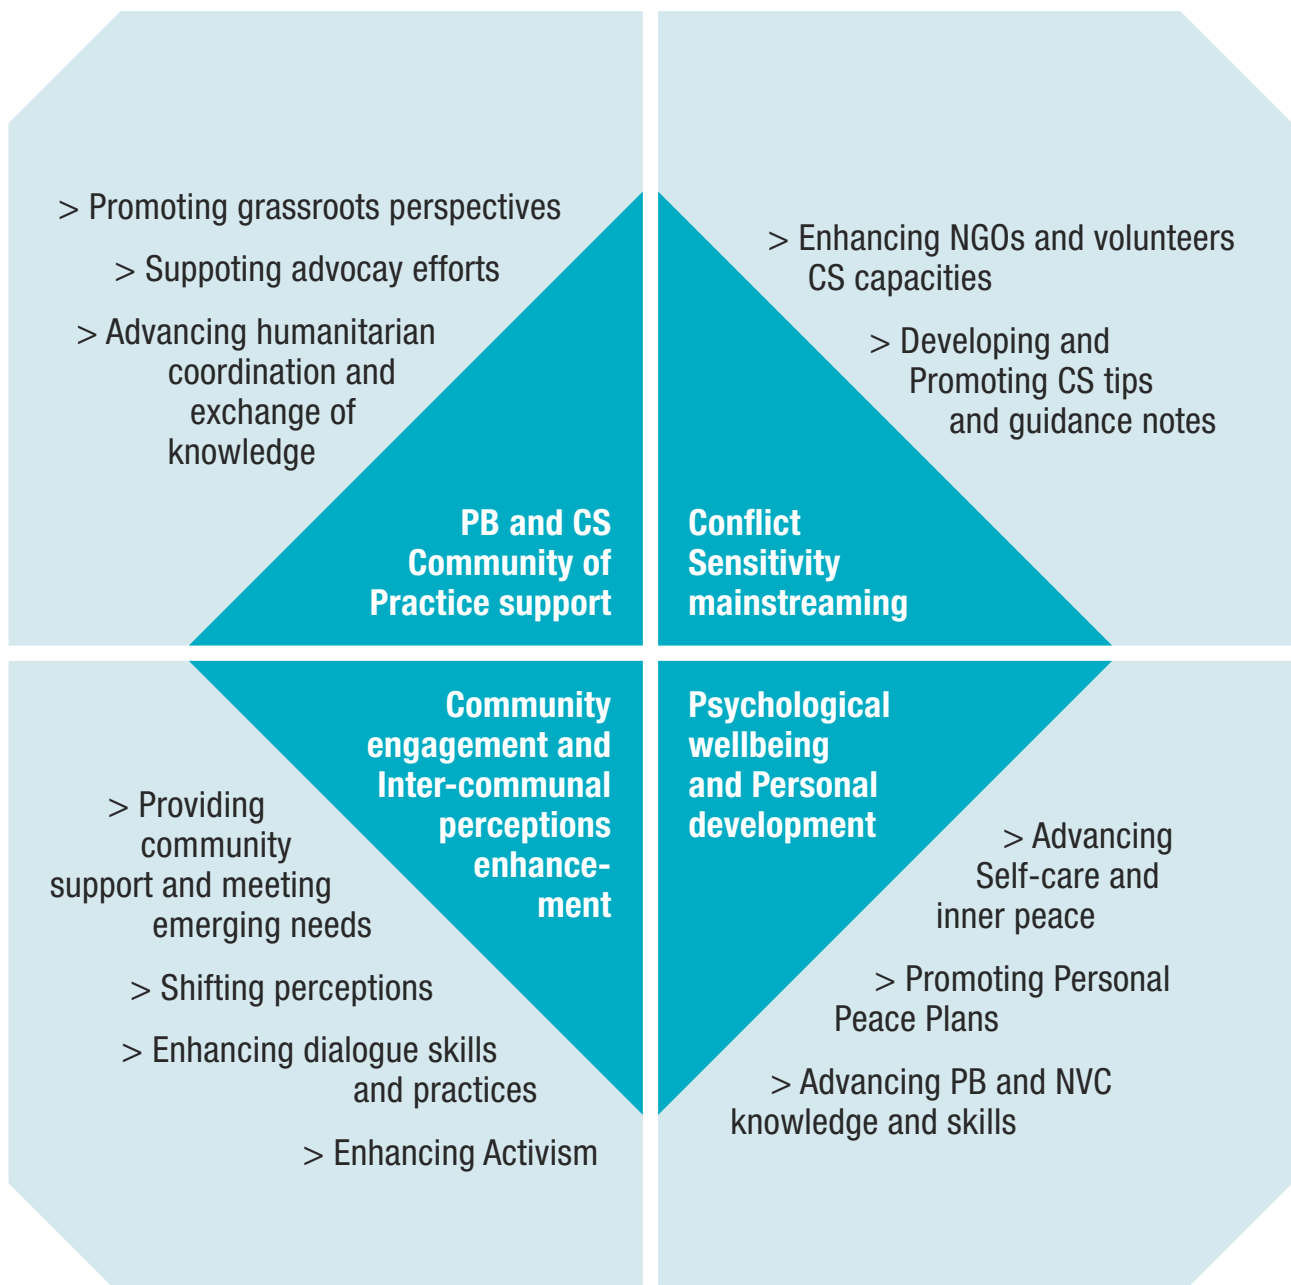 > Promoting grassroots perspectives
> Suppoting advocay efforts
> Advancing humanitarian
coordination and
exchange of
knowledge
PB and CS
Community of
Practice support
> Enhancing NGOs and volunteers
CS capacities
> Developing and
Promoting CS tips
and guidance notes
Conflict
Sensitivity
mainstreaming
Community
engagement and
Inter-communal
perceptions
enhance-
ment
> Providing
community
support and meeting
emerging needs
> Shifting perceptions
> Enhancing dialogue skills
and practices
> Enhancing Activism
Psychological
wellbeing
and Personal
development
> Advancing
Self-care and
inner peace
> Promoting Personal
Peace Plans
> Advancing PB and NVC
knowledge and skills